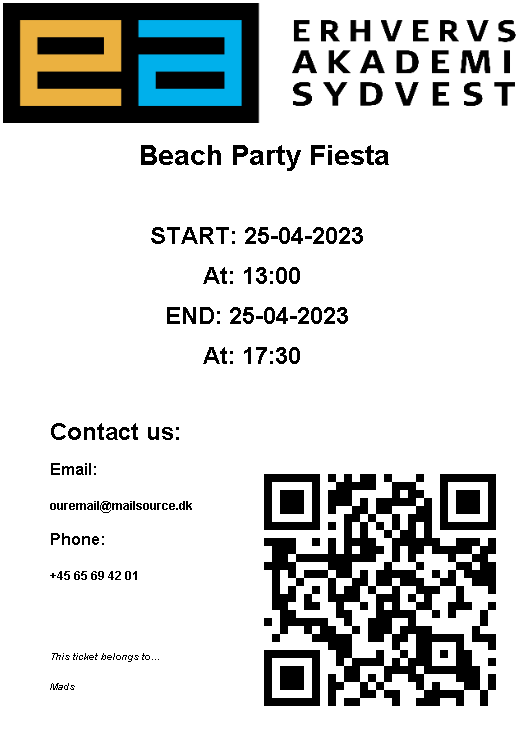 ea
ERHVERVS
AKADEMI
SYDVEST
Beach Party Fiesta
START: 25-04-2023
At: 13:00
END: 25-04-2023
At: 17:30
Contact us:
Email:
ouremail@mailsource.dk
Phone:
+45 65 69 42 01
This ticket belongs to...
Mads